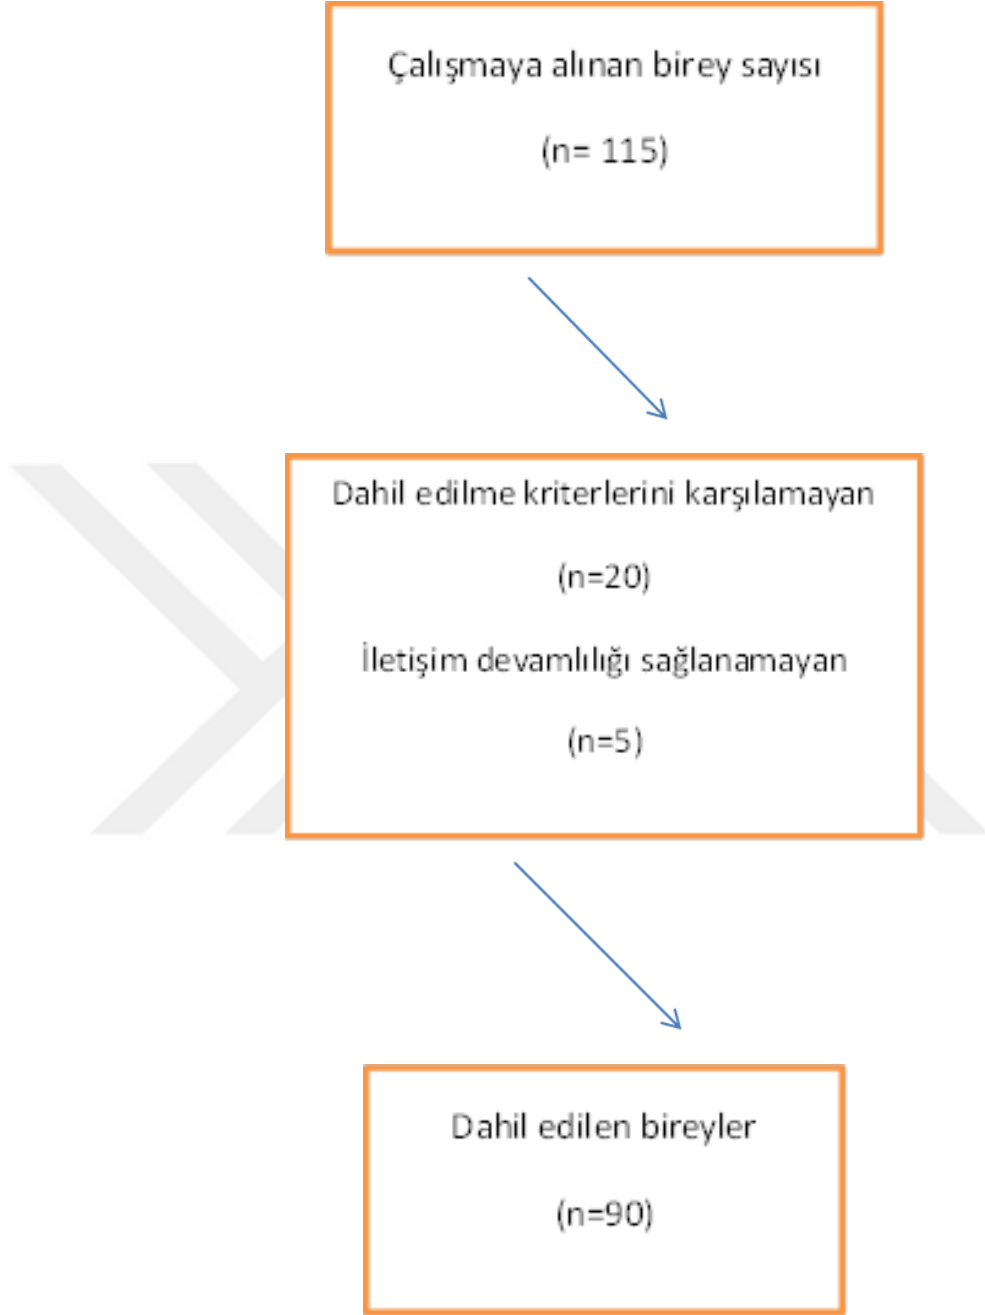 Çalışmaya alınan birey sayısı
(n= 115)
Dahil edilme kriterlerini karşılamayan
(n=20)
İletişim devamlılığı sağlanamayan
(n=5)
Dahil edilen bireyler
(n=90)